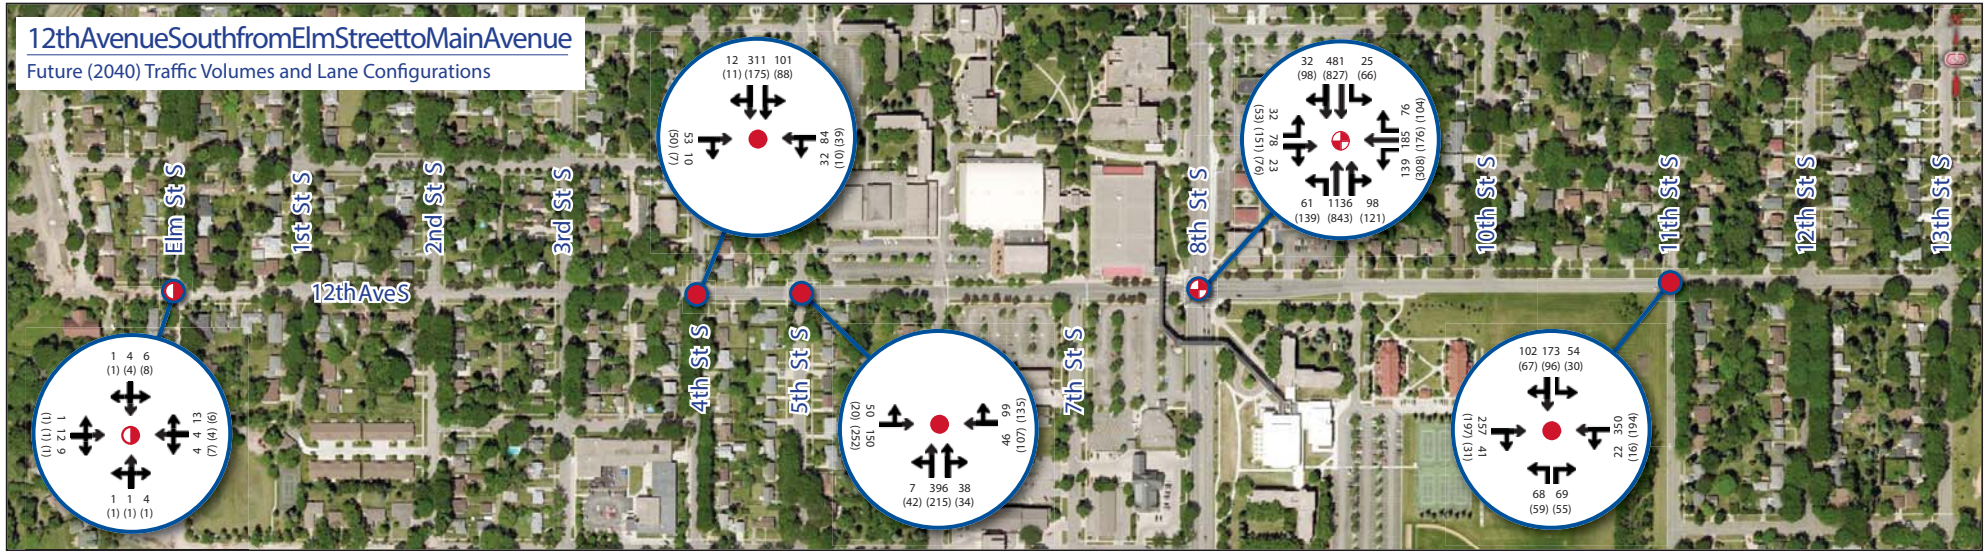 12thAvenueSouthfromElmStreettoMainAvenue
Future (2040) Traffic Volumes and Lane Configurations
Elm St S
1st St S
2nd St S
3rd St S
12thAveS
4th St S
5th St S
7th St S
8th St S
10th St S
11th St S
12th St S
13th St S
1 4 6
(1) (4) (8)
1 12 9
(1) (1) (1)
4 4 13
(7) (4) (6)
1 1 4
(1) (1) (1)
12 311 101
(11) (175) (88)
53 10
(50) (7)
32 84
(10) (39)
50 150
(20) (252)
46 99
(107) (135)
7 396 38
(42) (215) (34)
32 481 25
(98) (827) (66)
32 78 23
(53) (151) (76)
139 185 76
(308) (176) (104)
61 1136 98
(139) (843) (121)
102 173 54
(67) (96) (30)
257 41
(197) (31)
22 350
(16) (194)
68 69
(59) (55)